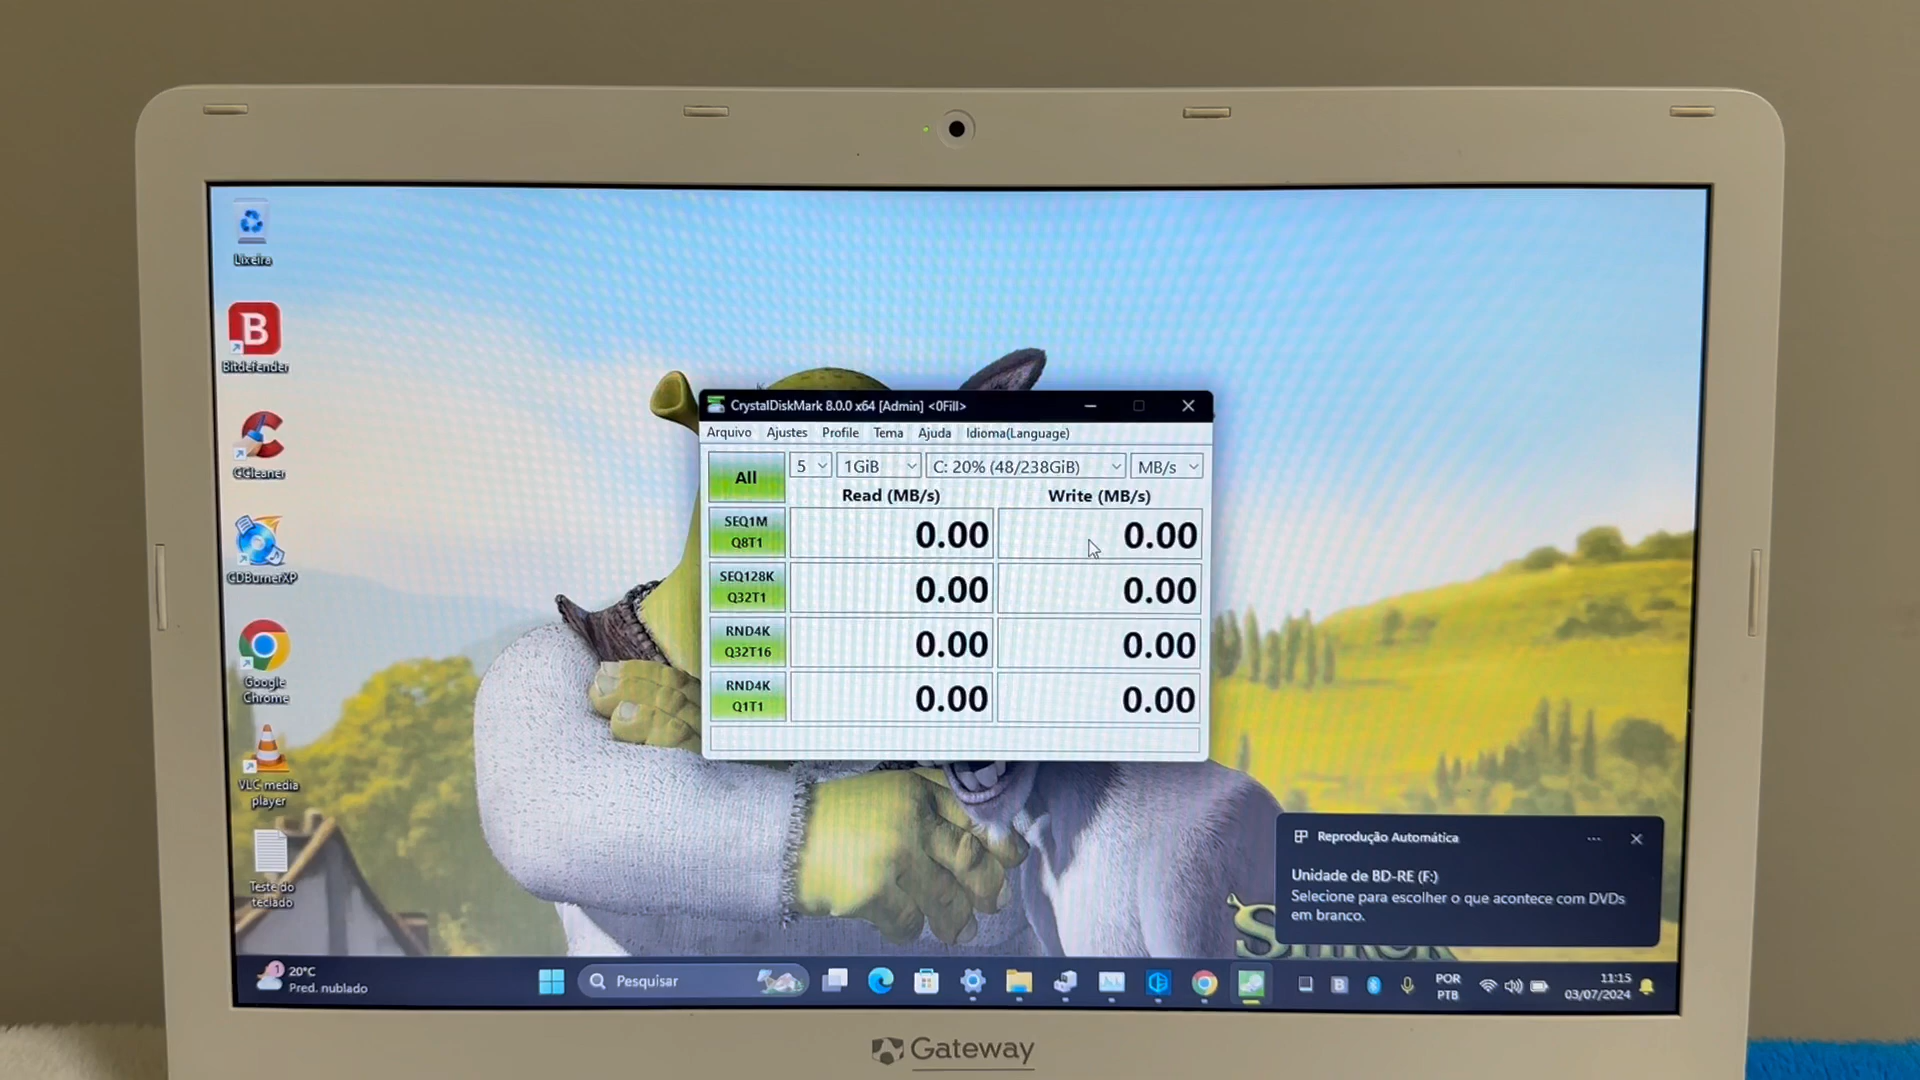 Lixeira
Bitdefender
CCleaner
CDBurnerXP
Google
Chrome
VLC media
player
Teste do
teclado
CrystalDiskMark 8.0.0 x64 [Admin] <0Fill>
Arquivo Ajustes Profile Tema Ajuda Idioma(Language)
All 5 1GiB C: 20% (48/238GiB) MB/s
Read (MB/s) Write (MB/s)
SEQ1M
Q8T1 0.00 0.00
SEQ128K
Q32T1 0.00 0.00
RND4K
Q32T16 0.00 0.00
RND4K
Q1T1 0.00 0.00
Reprodução Automática
Unidade de BD-RE (F:)
Selecione para escolher o que acontece com DVDs
em branco.
1
20°C
Pred. nublado
Pesquisar
POR
PTB
11:15
03/07/2024
Gateway